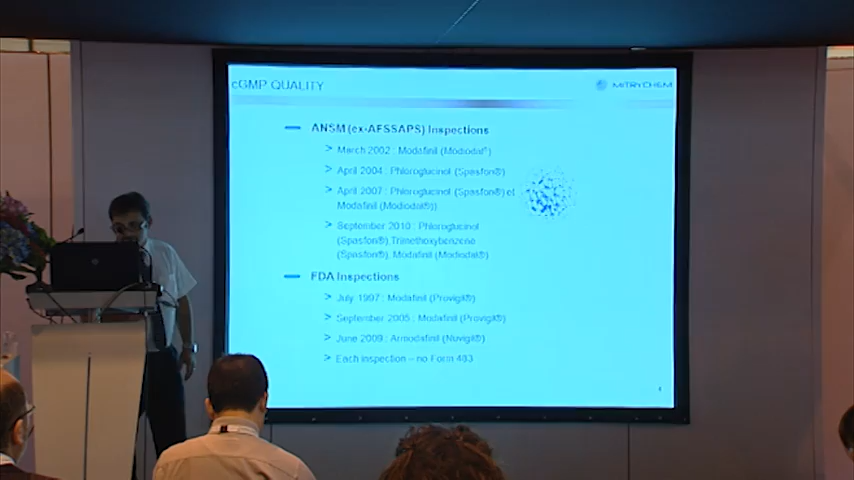 cGMP QUALITY
MITRYCHEM
ANSM (ex-AFSSAPS) Inspections
> March 2002 : Modafinil (Modiodal®)
> April 2004 : Phloroglucinol (Spasfon®)
> April 2007 : Phloroglucinol (Spasfon®) et
Modafinil (Modiodal®))
> September 2010 : Phloroglucinol
(Spasfon®), Trimethoxybenzene
(Spasfon®), Modafinil (Modiodal®)
FDA Inspections
> July 1997 : Modafinil (Provigil®)
> September 2005 : Modafinil (Provigil®)
> June 2009 : Armodafinil (Nuvigil®)
> Each inspection – no Form 483
4